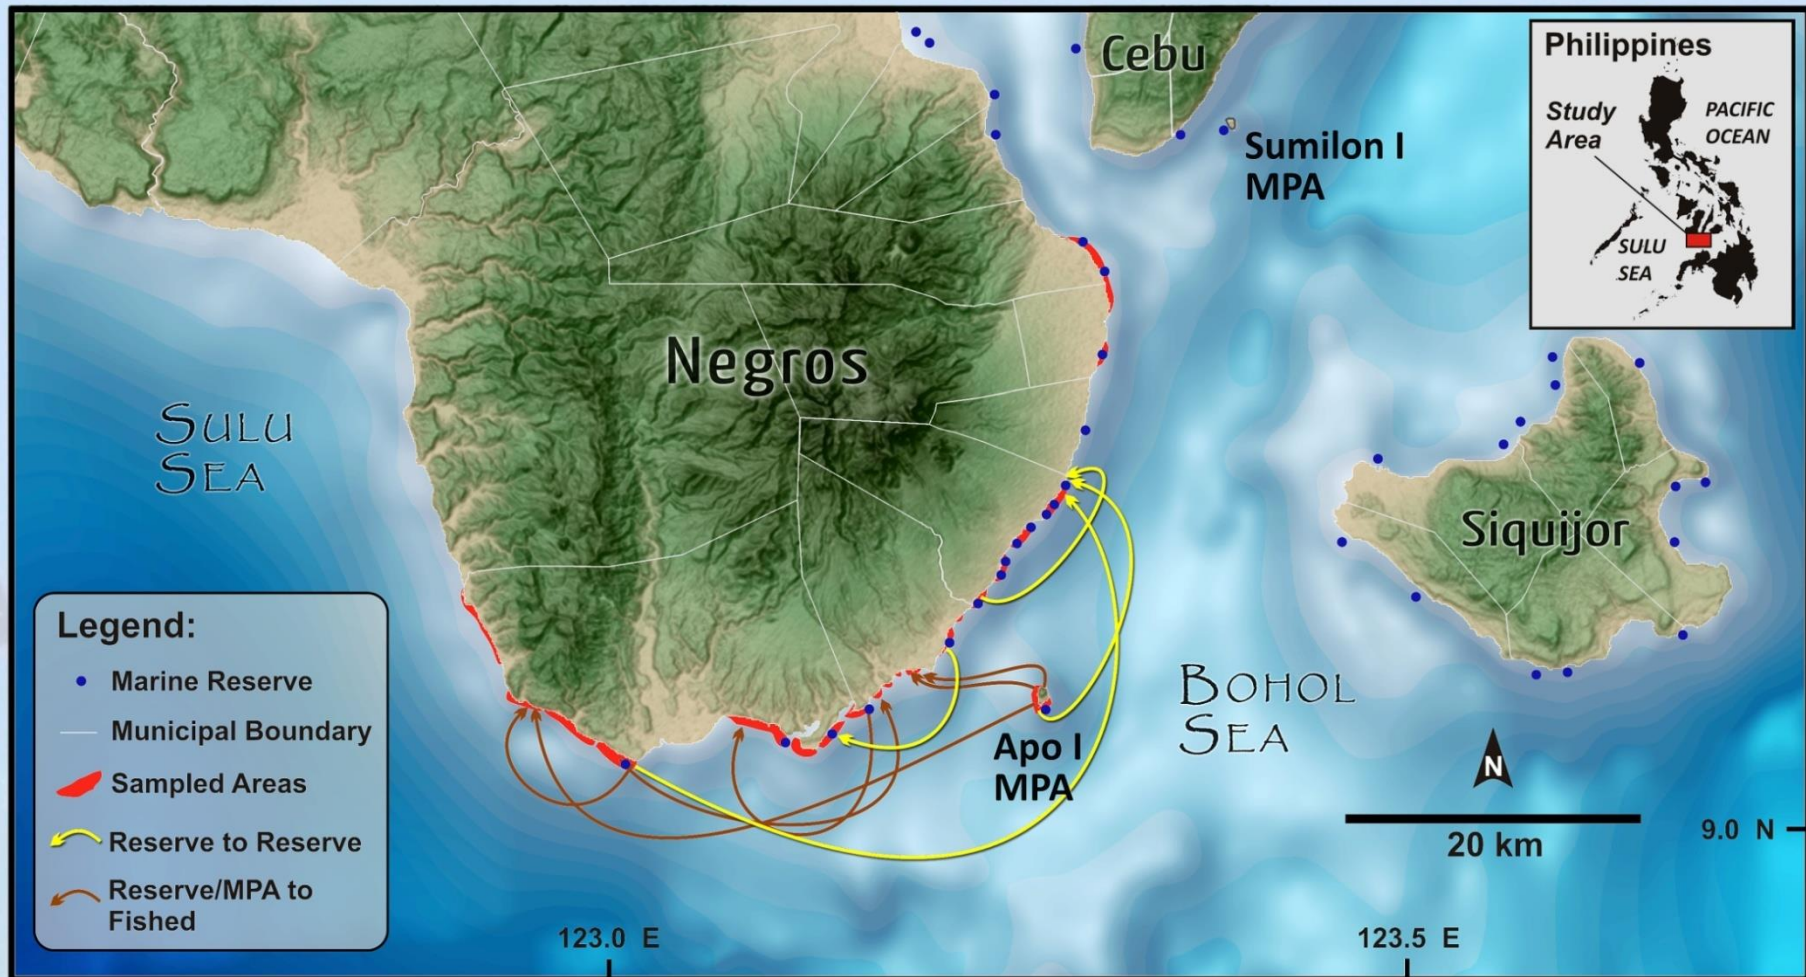 Cebu
Sumilon I
MPA
Philippines
Study
Area
PACIFIC
OCEAN
SULU
SEA
Negros
SULU
SEA
Siquijor
BOHOL
SEA
Apo I
MPA
N
20 km
9.0 N
123.0 E
123.5 E
Legend:
Marine Reserve
Municipal Boundary
Sampled Areas
Reserve to Reserve
Reserve/MPA to
Fished